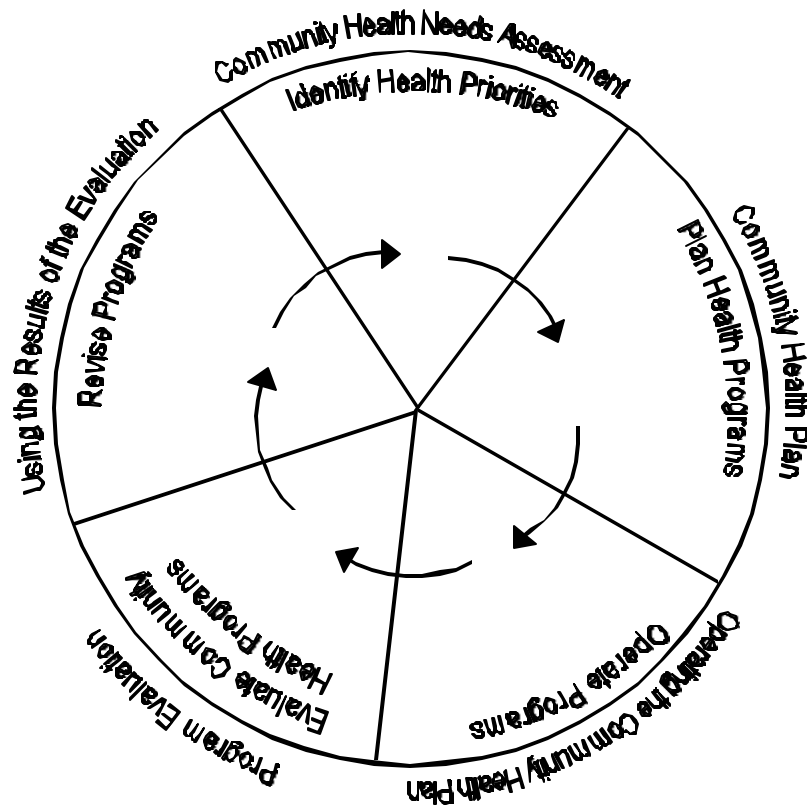 Community Health Needs Assessment
Identify Health Priorities
Community Health Plan
Plan Health Programs
Operating the Community Health Plan
Operate Programs
Program Evaluation
Evaluate Community
Health Programs
Using the Results of the Evaluation
Revise Programs